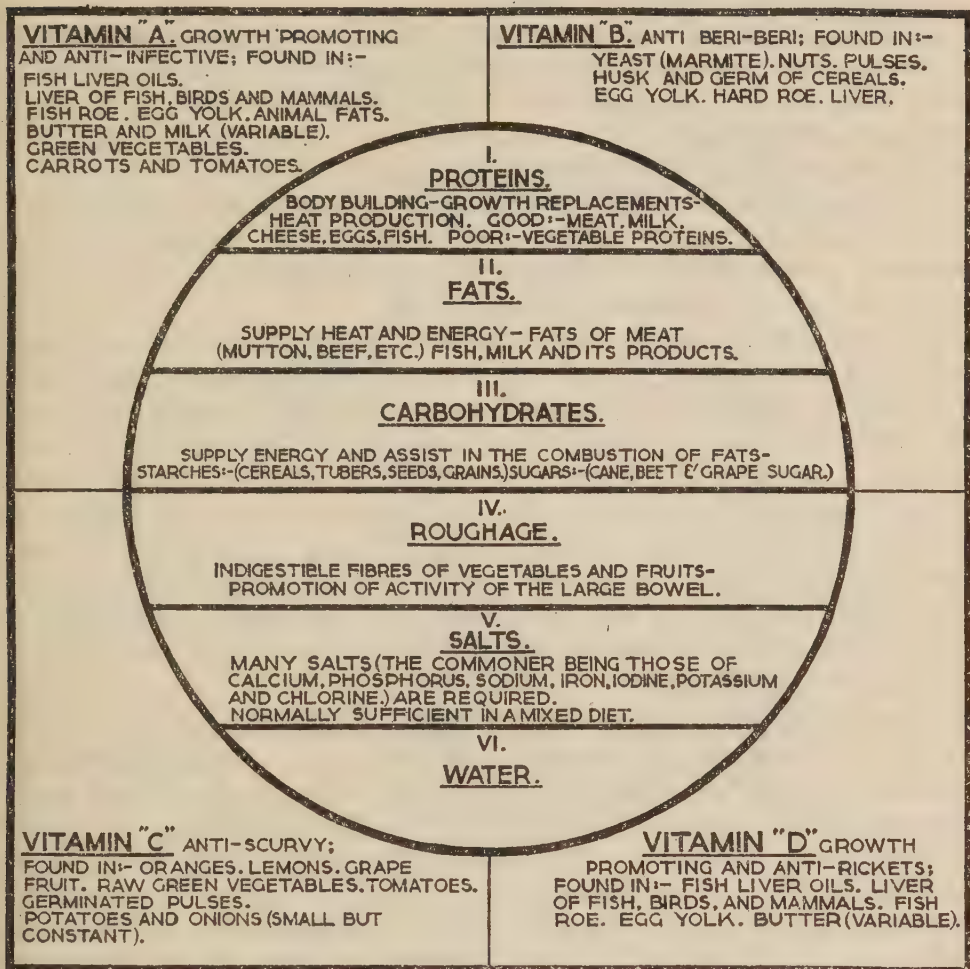 VITAMIN "A". GROWTH PROMOTING
AND ANTI-INFECTIVE; FOUND IN:-
FISH LIVER OILS.
LIVER OF FISH, BIRDS AND MAMMALS.
FISH ROE. EGG YOLK. ANIMAL FATS.
BUTTER AND MILK (VARIABLE).
GREEN VEGETABLES.
CARROTS AND TOMATOES.
VITAMIN "B". ANTI BERI-BERI; FOUND IN:-
YEAST (MARMITE). NUTS. PULSES.
HUSK AND GERM OF CEREALS.
EGG YOLK. HARD ROE. LIVER.
I.
PROTEINS.
BODY BUILDING-GROWTH REPLACEMENTS-
HEAT PRODUCTION. GOOD:-MEAT, MILK,
CHEESE, EGGS, FISH. POOR:-VEGETABLE PROTEINS.
II.
FATS.
SUPPLY HEAT AND ENERGY - FATS OF MEAT
(MUTTON, BEEF, ETC.) FISH, MILK AND ITS PRODUCTS.
III.
CARBOHYDRATES.
SUPPLY ENERGY AND ASSIST IN THE COMBUSTION OF FATS-
STARCHES:-(CEREALS, TUBERS, SEEDS, GRAINS.) SUGARS:-(CANE, BEET & GRAPE SUGAR.)
IV.
ROUGHAGE.
INDIGESTIBLE FIBRES OF VEGETABLES AND FRUITS-
PROMOTION OF ACTIVITY OF THE LARGE BOWEL.
V.
SALTS.
MANY SALTS (THE COMMONER BEING THOSE OF
CALCIUM, PHOSPHORUS, SODIUM, IRON, IODINE, POTASSIUM
AND CHLORINE.) ARE REQUIRED.
NORMALLY SUFFICIENT IN A MIXED DIET.
VI.
WATER.
VITAMIN "C" ANTI-SCURVY;
FOUND IN:- ORANGES. LEMONS. GRAPE
FRUIT. RAW GREEN VEGETABLES. TOMATOES.
GERMINATED PULSES.
POTATOES AND ONIONS (SMALL BUT
CONSTANT).
VITAMIN "D" GROWTH
PROMOTING AND ANTI-RICKETS;
FOUND IN:- FISH LIVER OILS. LIVER
OF FISH, BIRDS, AND MAMMALS. FISH
ROE. EGG YOLK. BUTTER (VARIABLE).